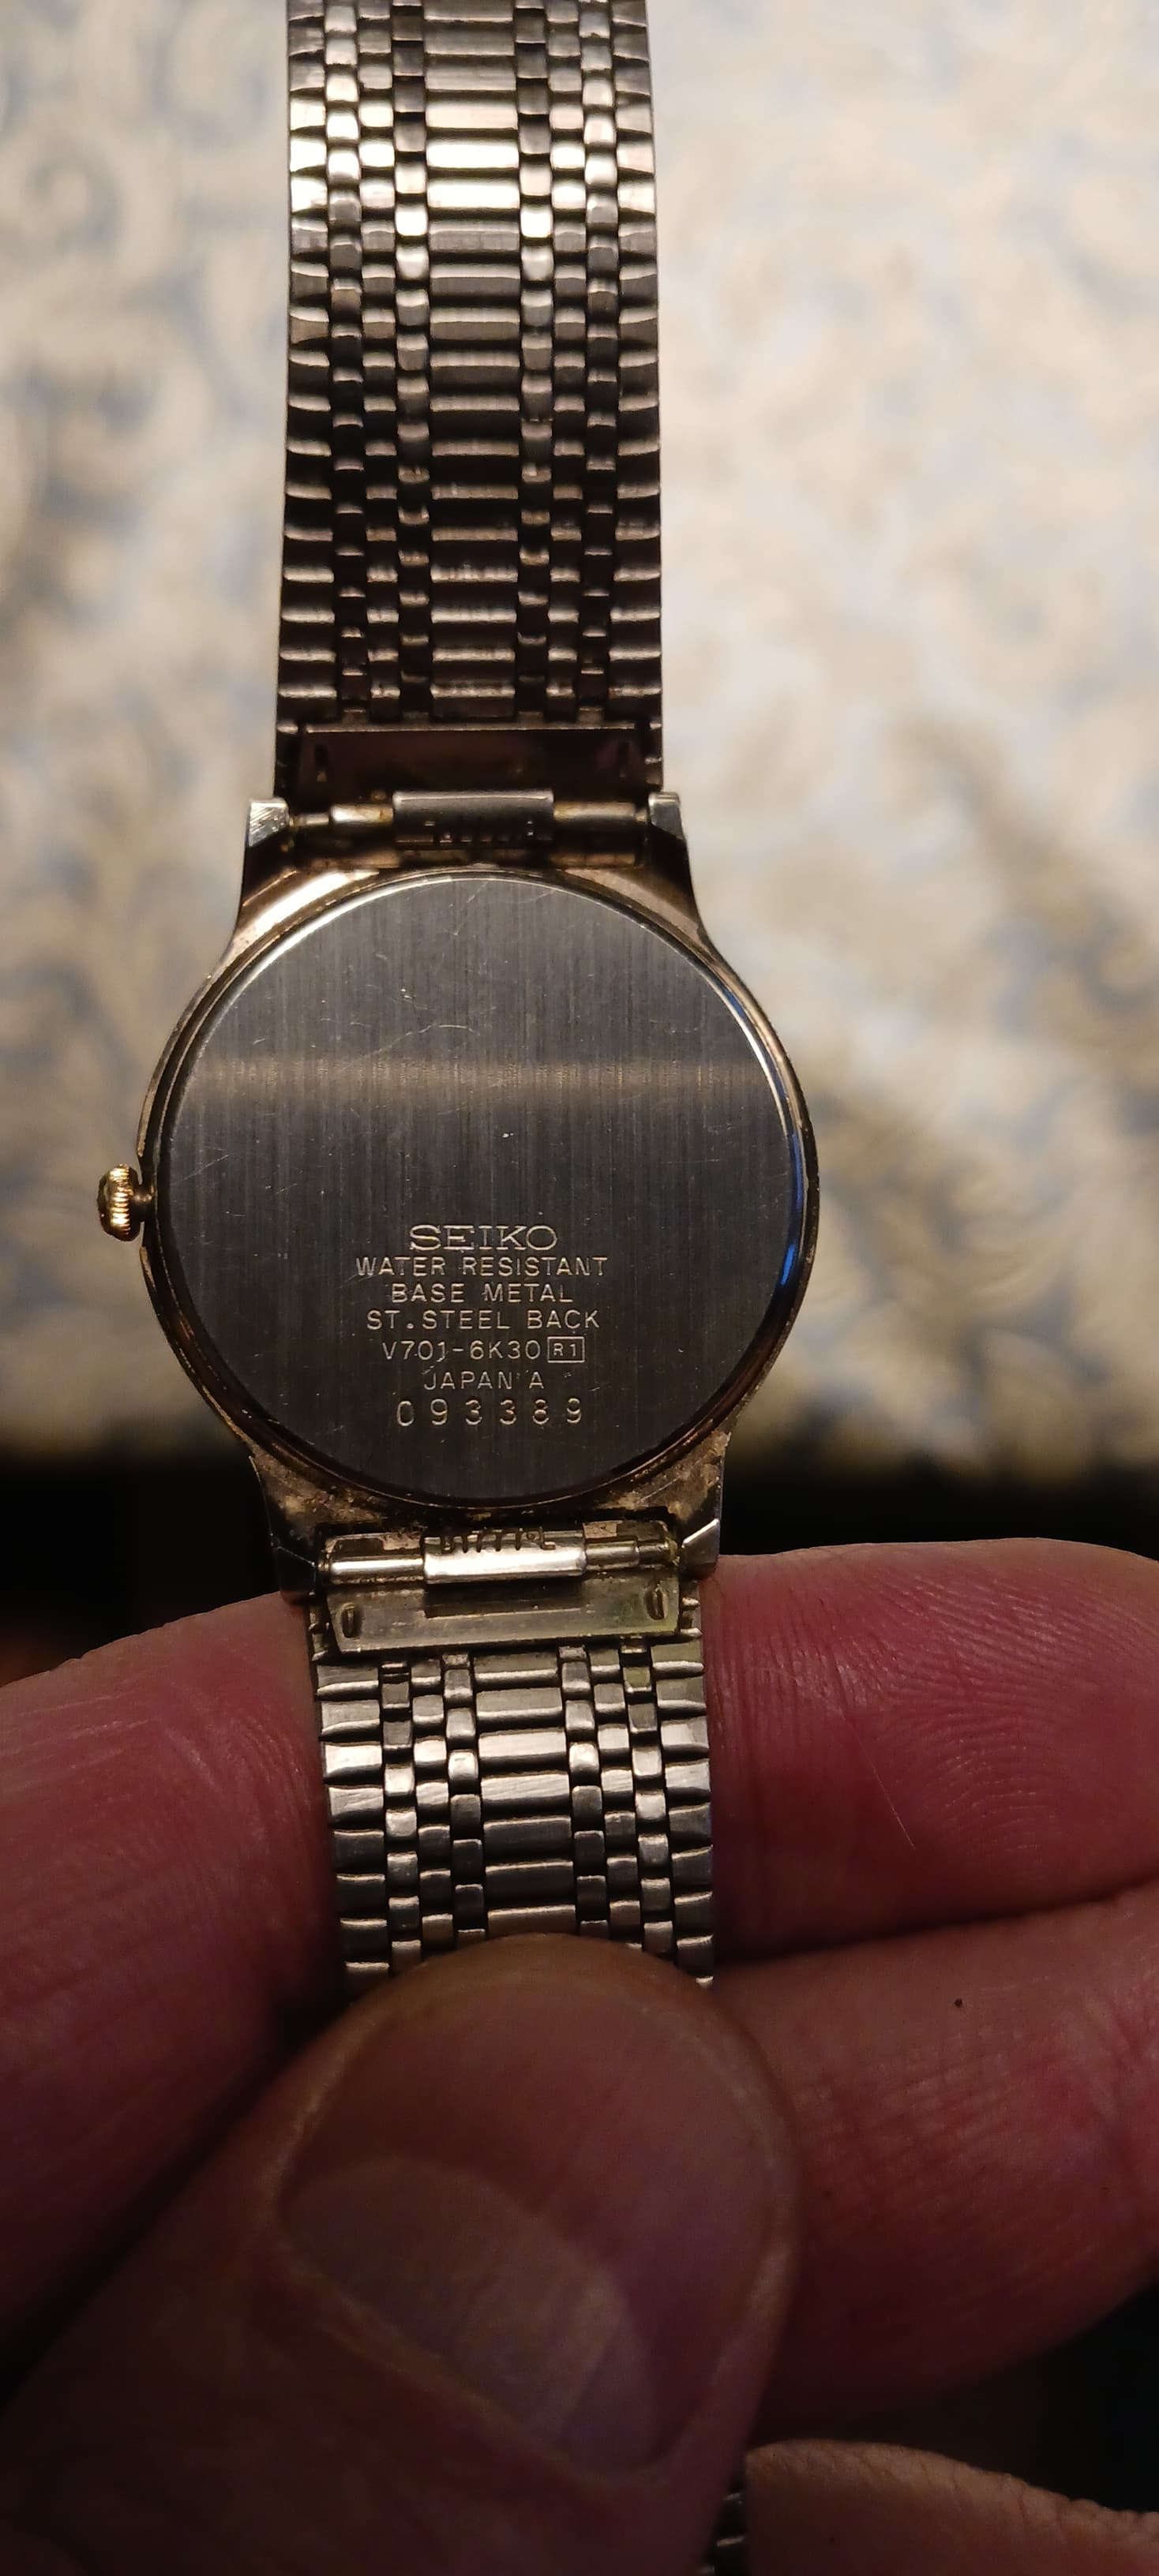 SEIKO
WATER RESISTANT
BASE METAL
ST.STEEL BACK
V701-6K30 R1
JAPAN A
093389